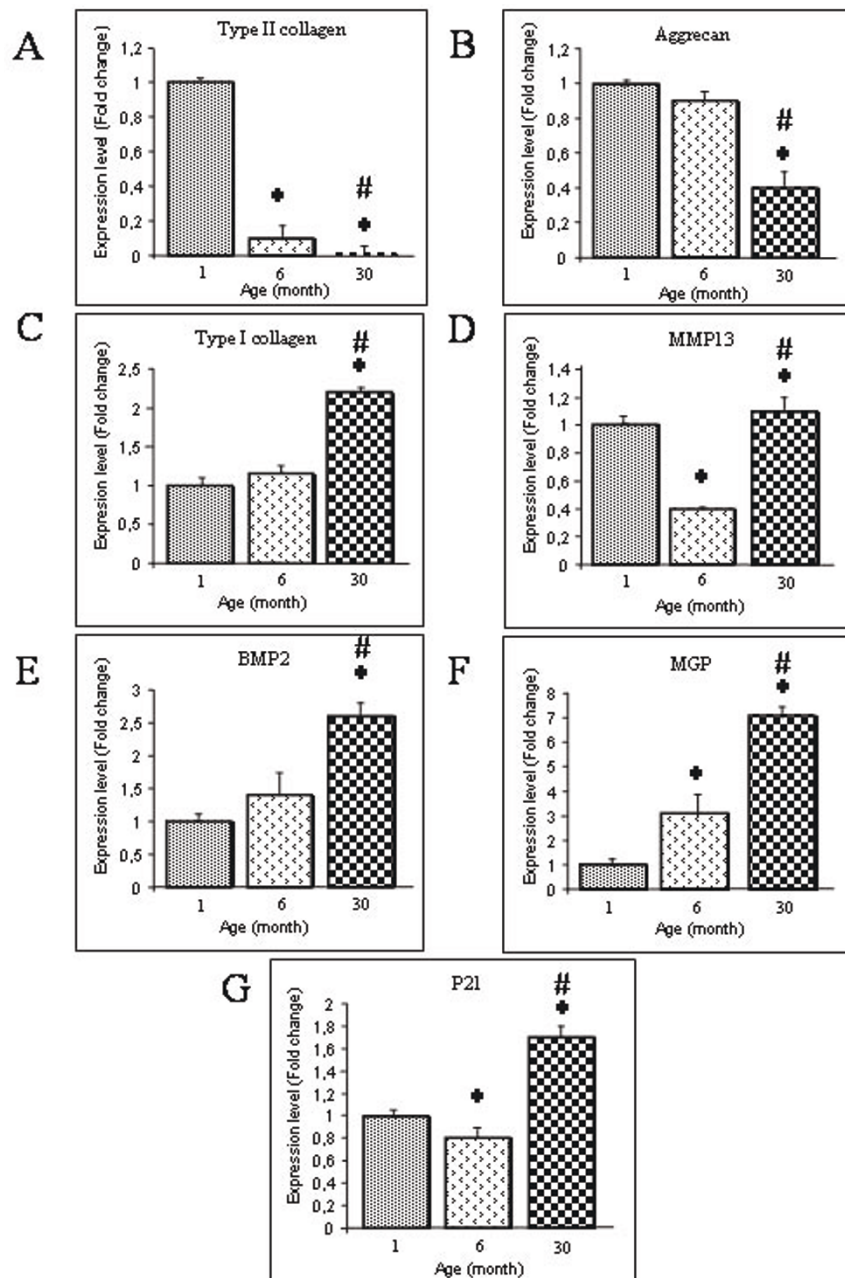 A
Type II collagen
Expression level (Fold change)
1,2
1
0,8
0,6
0,4
0,2
0
#
1
6
30
Age (month)
B
Aggrecan
Expression level (Fold change)
1,2
1
0,8
0,6
0,4
0,2
0
#
1
6
30
Age (month)
C
Type I collagen
Expression level (Fold change)
2,5
2
1,5
1
0,5
0
#
1
6
30
Age (month)
D
MMP13
Expression level (Fold change)
1,4
1,2
1
0,8
0,6
0,4
0,2
0
#
1
6
30
Age (month)
E
BMP2
Expression level (Fold change)
3
2,5
2
1,5
1
0,5
0
#
1
6
30
Age (month)
F
MGP
Expression level (Fold change)
8
7
6
5
4
3
2
1
0
#
1
6
30
Age (month)
G
P21
Expression level (Fold change)
2
1,8
1,6
1,4
1,2
1
0,8
0,6
0,4
0,2
0
#
1
6
30
Age (month)